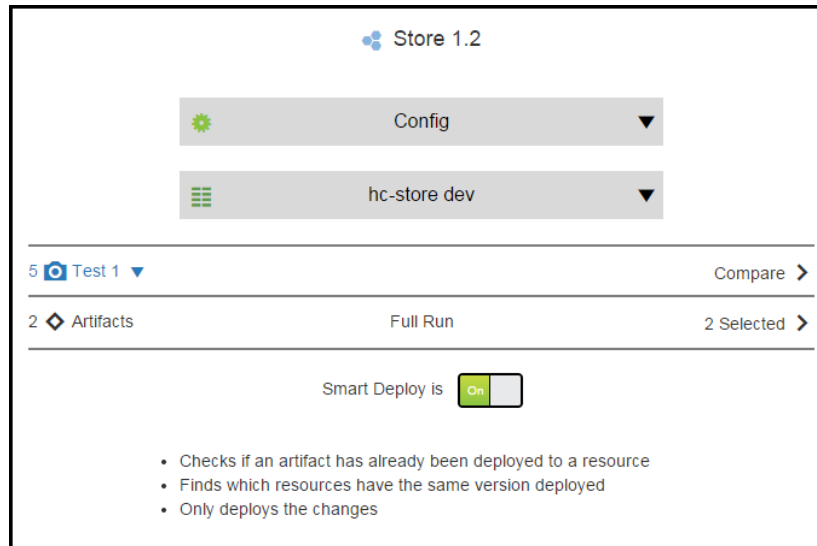 Store 1.2
Config
hc-store dev
5 Test 1 Compare
2 Artifacts Full Run 2 Selected
Smart Deploy is On
• Checks if an artifact has already been deployed to a resource
• Finds which resources have the same version deployed
• Only deploys the changes